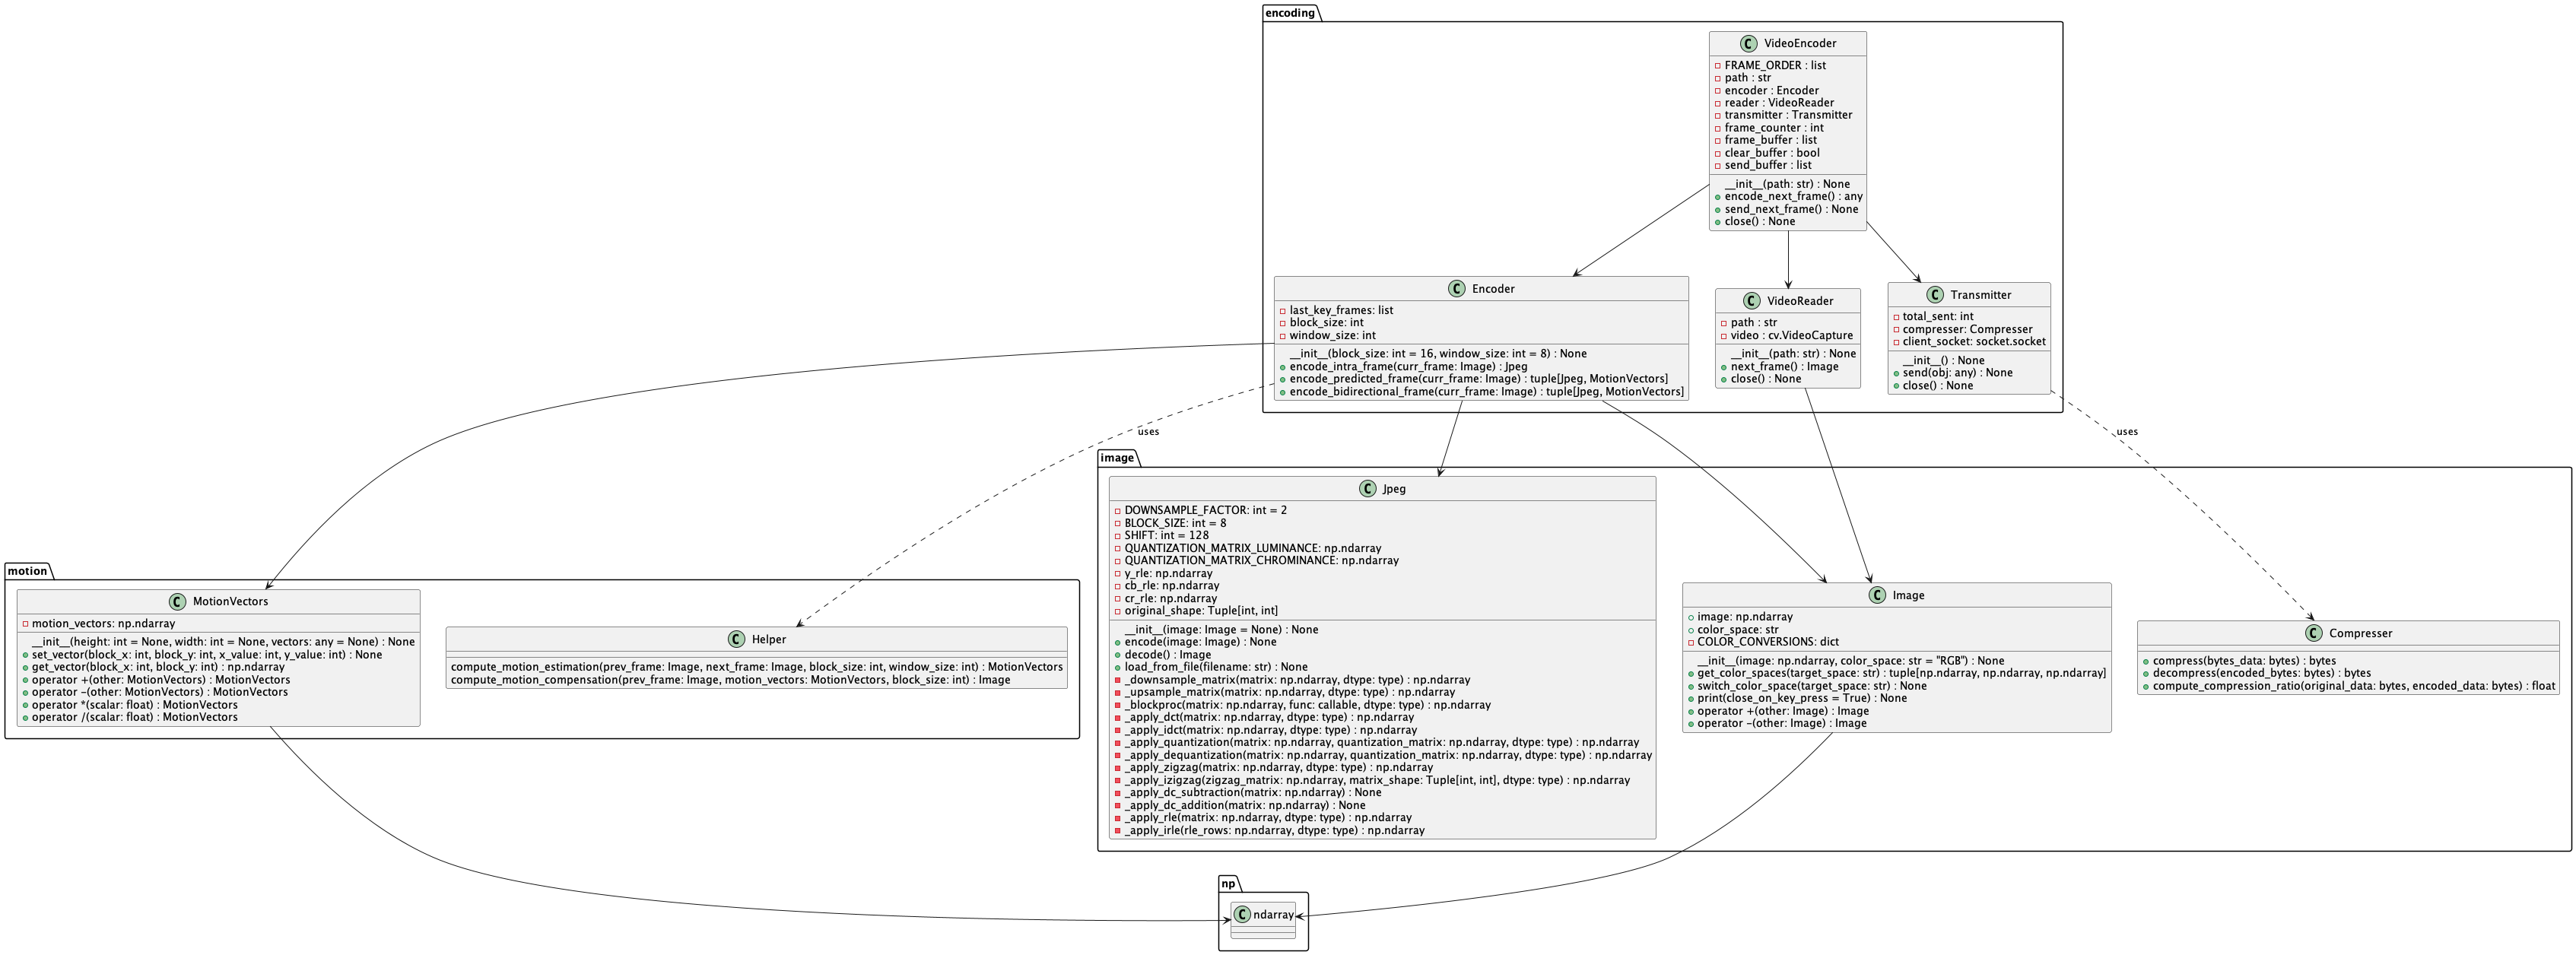 encoding
VideoEncoder
FRAME_ORDER : list
path : str
encoder : Encoder
reader : VideoReader
transmitter : Transmitter
frame_counter : int
frame_buffer : list
clear_buffer : bool
send_buffer : list
__init__(path: str) : None
encode_next_frame() : any
send_next_frame() : None
close() : None
Encoder
last_key_frames: list
block_size: int
window_size: int
__init__(block_size: int = 16, window_size: int = 8) : None
encode_intra_frame(curr_frame: Image) : Jpeg
encode_predicted_frame(curr_frame: Image) : tuple[Jpeg, MotionVectors]
encode_bidirectional_frame(curr_frame: Image) : tuple[Jpeg, MotionVectors]
VideoReader
path : str
video : cv.VideoCapture
__init__(path: str) : None
next_frame() : Image
close() : None
Transmitter
total_sent: int
compresser: Compresser
client_socket: socket.socket
__init__() : None
send(obj: any) : None
close() : None
uses
uses
image
Jpeg
DOWNSAMPLE_FACTOR: int = 2
BLOCK_SIZE: int = 8
SHIFT: int = 128
QUANTIZATION_MATRIX_LUMINANCE: np.ndarray
QUANTIZATION_MATRIX_CHROMINANCE: np.ndarray
y_rle: np.ndarray
cb_rle: np.ndarray
cr_rle: np.ndarray
original_shape: Tuple[int, int]
__init__(image: Image = None) : None
encode(image: Image) : None
decode() : Image
load_from_file(filename: str) : None
_downsample_matrix(matrix: np.ndarray, dtype: type) : np.ndarray
_upsample_matrix(matrix: np.ndarray, dtype: type) : np.ndarray
_blockproc(matrix: np.ndarray, func: callable, dtype: type) : np.ndarray
_apply_dct(matrix: np.ndarray, dtype: type) : np.ndarray
_apply_idct(matrix: np.ndarray, dtype: type) : np.ndarray
_apply_quantization(matrix: np.ndarray, quantization_matrix: np.ndarray, dtype: type) : np.ndarray
_apply_dequantization(matrix: np.ndarray, quantization_matrix: np.ndarray, dtype: type) : np.ndarray
_apply_zigzag(matrix: np.ndarray, dtype: type) : np.ndarray
_apply_izigzag(zigzag_matrix: np.ndarray, matrix_shape: Tuple[int, int], dtype: type) : np.ndarray
_apply_dc_subtraction(matrix: np.ndarray) : None
_apply_dc_addition(matrix: np.ndarray) : None
_apply_rle(matrix: np.ndarray, dtype: type) : np.ndarray
_apply_irle(rle_rows: np.ndarray, dtype: type) : np.ndarray
Image
image: np.ndarray
color_space: str
COLOR_CONVERSIONS: dict
__init__(image: np.ndarray, color_space: str = "RGB") : None
get_color_spaces(target_space: str) : tuple[np.ndarray, np.ndarray, np.ndarray]
switch_color_space(target_space: str) : None
print(close_on_key_press = True) : None
operator +(other: Image) : Image
operator -(other: Image) : Image
Compresser
compress(bytes_data: bytes) : bytes
decompress(encoded_bytes: bytes) : bytes
compute_compression_ratio(original_data: bytes, encoded_data: bytes) : float
motion
MotionVectors
motion_vectors: np.ndarray
__init__(height: int = None, width: int = None, vectors: any = None) : None
set_vector(block_x: int, block_y: int, x_value: int, y_value: int) : None
get_vector(block_x: int, block_y: int) : np.ndarray
operator +(other: MotionVectors) : MotionVectors
operator -(other: MotionVectors) : MotionVectors
operator *(scalar: float) : MotionVectors
operator /(scalar: float) : MotionVectors
Helper
compute_motion_estimation(prev_frame: Image, next_frame: Image, block_size: int, window_size: int) : MotionVectors
compute_motion_compensation(prev_frame: Image, motion_vectors: MotionVectors, block_size: int) : Image
np
ndarray